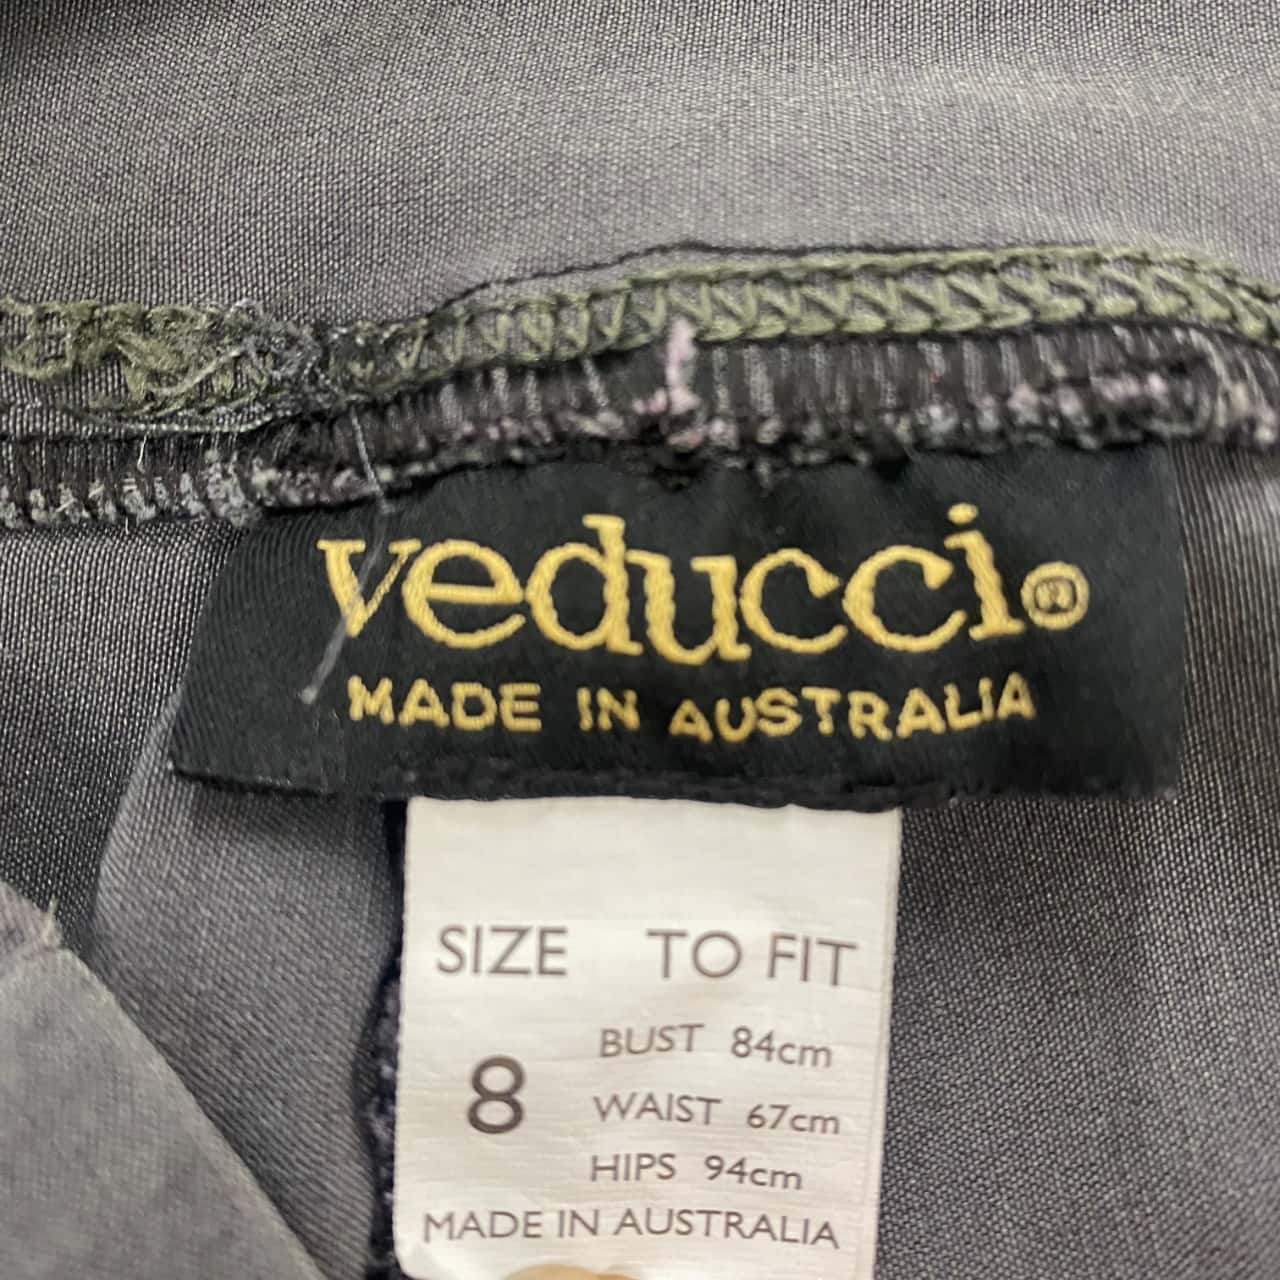 veducci®
MADE IN AUSTRALIA
SIZE TO FIT
BUST 84cm
8
WAIST 67cm
HIPS 94cm
MADE IN AUSTRALIA